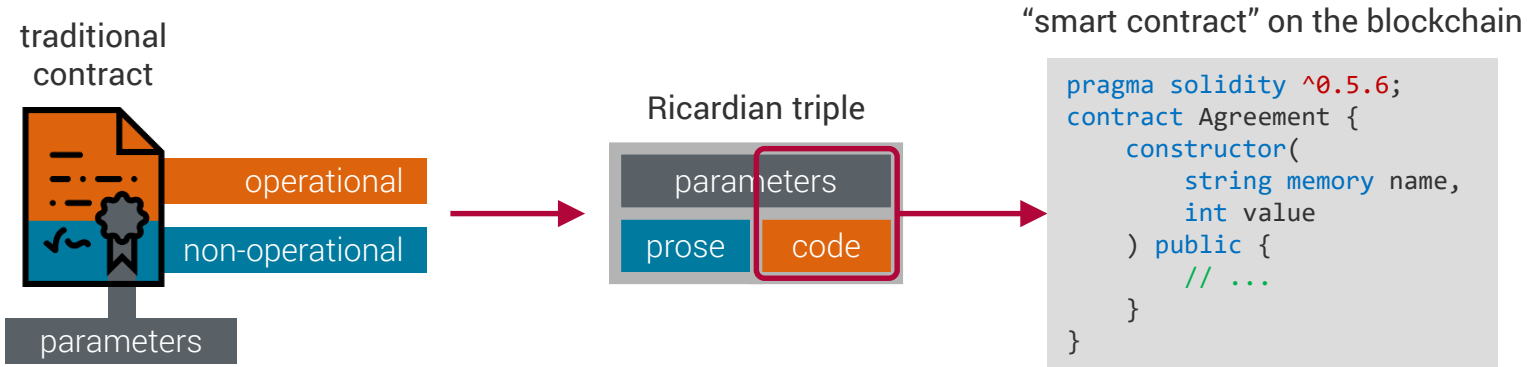 traditional
contract
operational
non-operational
parameters
Ricardian triple
parameters
prose
code
“smart contract” on the blockchain
pragma solidity ^0.5.6;
contract Agreement {
    constructor(
        string memory name,
        int value
    ) public {
        // ...
    }
}